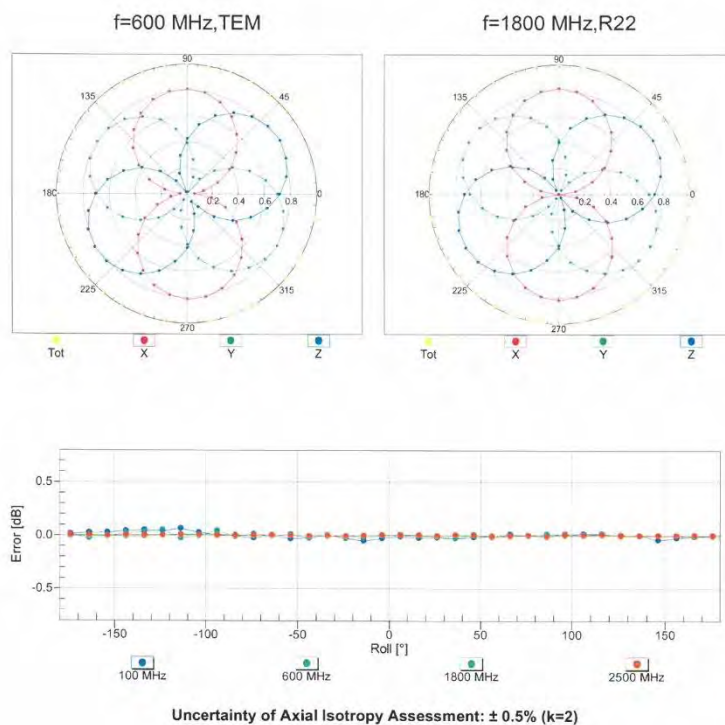 f=600 MHz,TEM
f=1800 MHz,R22
90
135
45
180
0
0.2 0.4 0.6 0.8
225
315
270
Tot X Y Z
90
135
45
180
0
0.2 0.4 0.6 0.8
225
315
270
Tot X Y Z
Error [dB]
0.5
0.0
-0.5
-150 -100 -50 0 50 100 150
Roll [°]
100 MHz 600 MHz 1800 MHz 2500 MHz
Uncertainty of Axial Isotropy Assessment: ± 0.5% (k=2)